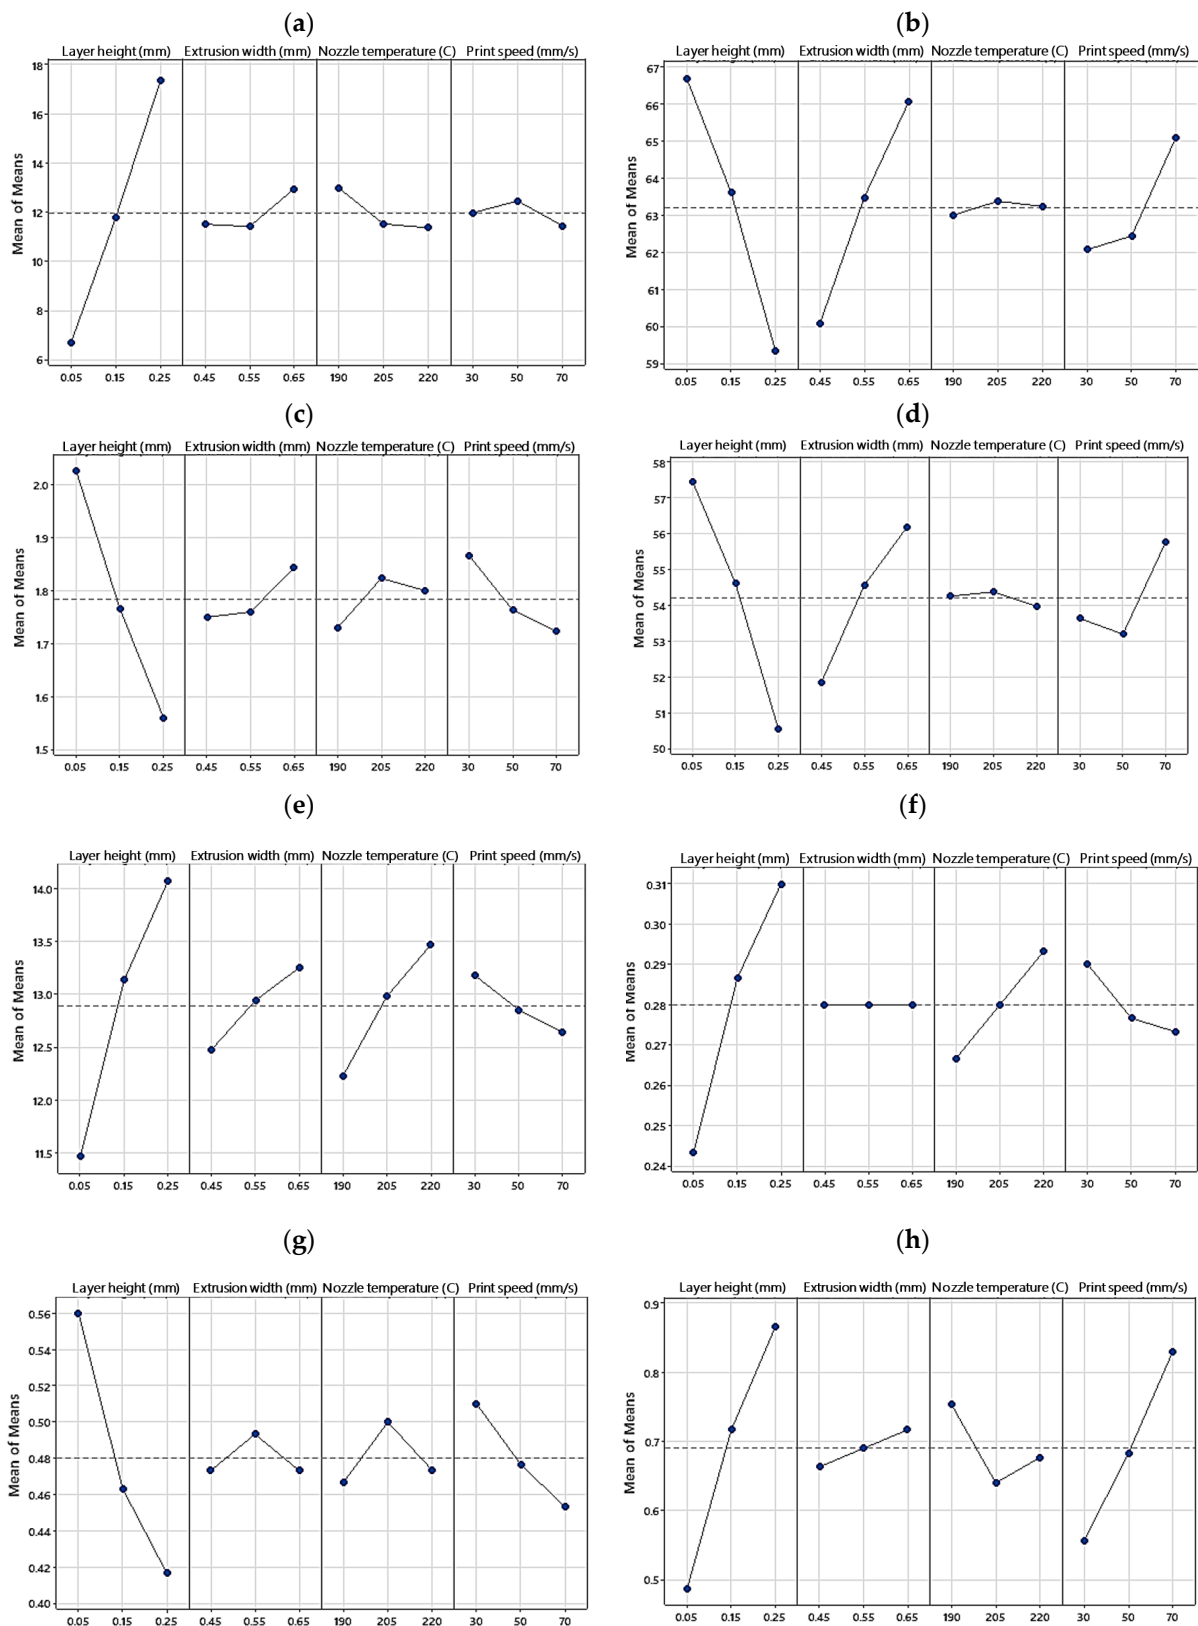 (a)
Layer height (mm) Extrusion width (mm) Nozzle temperature (C) Print speed (mm/s)
18
16
14
12
10
8
6
Mean of Means
0.05 0.15 0.25 0.45 0.55 0.65 190 205 220 30 50 70
(b)
Layer height (mm) Extrusion width (mm) Nozzle temperature (C) Print speed (mm/s)
67
66
65
64
63
62
61
60
59
Mean of Means
0.05 0.15 0.25 0.45 0.55 0.65 190 205 220 30 50 70
(c)
Layer height (mm) Extrusion width (mm) Nozzle temperature (C) Print speed (mm/s)
2.0
1.9
1.8
1.7
1.6
1.5
Mean of Means
0.05 0.15 0.25 0.45 0.55 0.65 190 205 220 30 50 70
(d)
Layer height (mm) Extrusion width (mm) Nozzle temperature (C) Print speed (mm/s)
58
57
56
55
54
53
52
51
50
Mean of Means
0.05 0.15 0.25 0.45 0.55 0.65 190 205 220 30 50 70
(e)
Layer height (mm) Extrusion width (mm) Nozzle temperature (C) Print speed (mm/s)
14.0
13.5
13.0
12.5
12.0
11.5
Mean of Means
0.05 0.15 0.25 0.45 0.55 0.65 190 205 220 30 50 70
(f)
Layer height (mm) Extrusion width (mm) Nozzle temperature (C) Print speed (mm/s)
0.31
0.30
0.29
0.28
0.27
0.26
0.25
0.24
Mean of Means
0.05 0.15 0.25 0.45 0.55 0.65 190 205 220 30 50 70
(g)
Layer height (mm) Extrusion width (mm) Nozzle temperature (C) Print speed (mm/s)
0.56
0.54
0.52
0.50
0.48
0.46
0.44
0.42
0.40
Mean of Means
0.05 0.15 0.25 0.45 0.55 0.65 190 205 220 30 50 70
(h)
Layer height (mm) Extrusion width (mm) Nozzle temperature (C) Print speed (mm/s)
0.9
0.8
0.7
0.6
0.5
Mean of Means
0.05 0.15 0.25 0.45 0.55 0.65 190 205 220 30 50 70